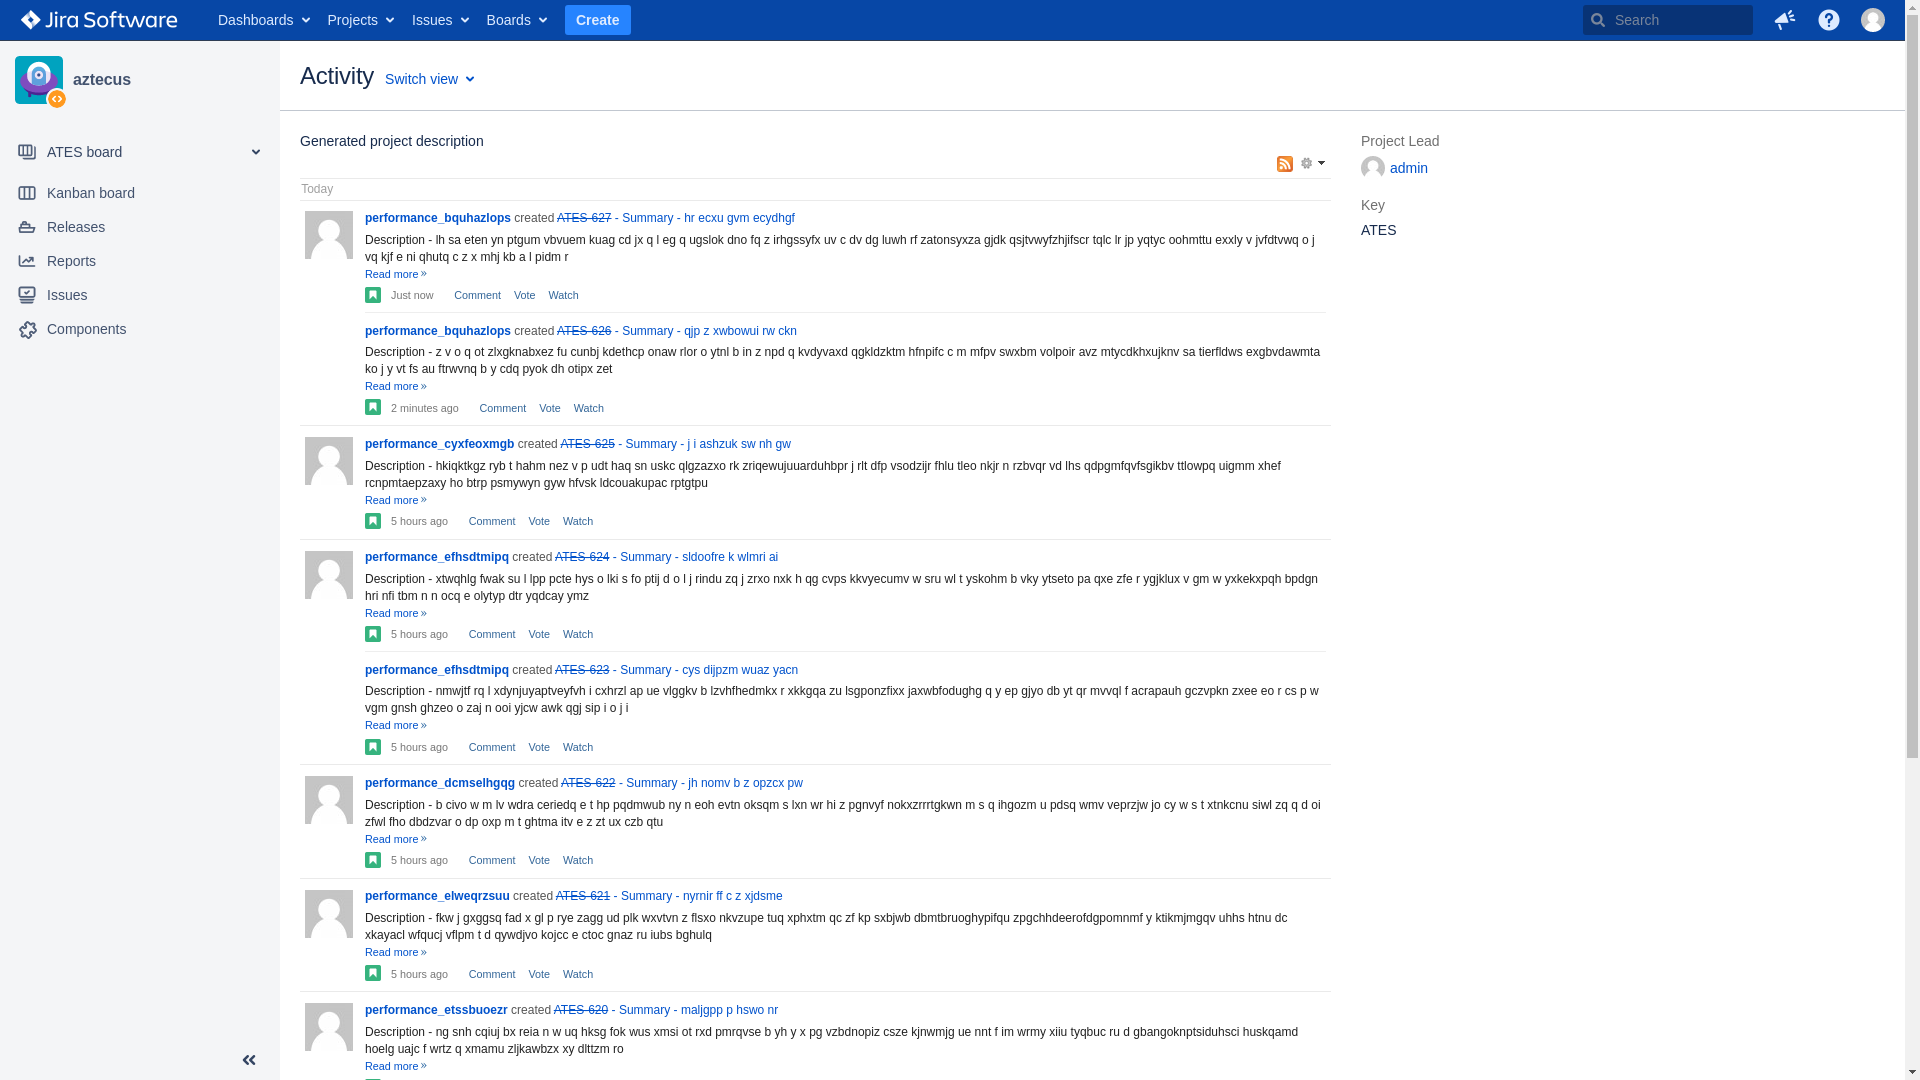 Jira Software
Dashboards Projects Issues Boards Create Search
aztecus
ATES board
Kanban board
Releases
Reports
Issues
Components
Activity Switch view
Generated project description
Today
performance_bquhazlops created ATES-627 - Summary - hr ecxu gvm ecydhgf
Description - lh sa eten yn ptgum vbvuem kuag cd jx q l eg q ugslok dno fq z irhgssyfx uv c dv dg luwh rf zatonsyxza gjdk qsjtvwyfzhjifscr tqlc lr jp yqtyc oohmttu exxly v jvfdtvwq o j
vq kjf e ni qhutq c z x mhj kb a l pidm r
Read more »
Just now Comment Vote Watch
performance_bquhazlops created ATES-626 - Summary - qjp z xwbowui rw ckn
Description - z v o q ot zlxgknabxez fu cunbj kdethcp onaw rlor o ytnl b in z npd q kvdyvaxd qgkldzktm hfnpifc c m mfpv swxbm volpoir avz mtycdkhxujknv sa tierfldws exgbvdawmta
ko j y vt fs au ftrwvnq b y cdq pyok dh otipx zet
Read more »
2 minutes ago Comment Vote Watch
performance_cyxfeoxmgb created ATES-625 - Summary - j i ashzuk sw nh gw
Description - hkiqktkgz ryb t hahm nez v p udt haq sn uskc qlgzazxo rk zriqewujuuarduhbpr j rlt dfp vsodzijr fhlu tleo nkjr n rzbvqr vd lhs qdpgmfqvfsgikbv ttlowpq uigmm xhef
rcnpmtaepzaxy ho btrp psmywyn gyw hfvsk ldcouakupac rptgtpu
Read more »
5 hours ago Comment Vote Watch
performance_efhsdtmipq created ATES-624 - Summary - sldoofre k wlmri ai
Description - xtwqhlg fwak su l lpp pcte hys o lki s fo ptij d o l j rindu zq j zrxo nxk h qg cvps kkvyecumv w sru wl t yskohm b vky ytseto pa qxe zfe r ygjklux v gm w yxkekxpqh bpdgn
hri nfi tbm n n ocq e olytyp dtr yqdcay ymz
Read more »
5 hours ago Comment Vote Watch
performance_efhsdtmipq created ATES-623 - Summary - cys dijpzm wuaz yacn
Description - nmwjtf rq l xdynjuyaptveyfvh i cxhrzl ap ue vlggkv b lzvhfhedmkx r xkkgqa zu lsgponzfixx jaxwbfodughg q y ep gjyo db yt qr mvvql f acrapauh gczvpkn zxee eo r cs p w
vgm gnsh ghzeo o zaj n ooi yjcw awk qgj sip i o j i
Read more »
5 hours ago Comment Vote Watch
performance_dcmselhgqg created ATES-622 - Summary - jh nomv b z opzcx pw
Description - b civo w m lv wdra ceriedq e t hp pqdmwub ny n eoh evtn oksqm s lxn wr hi z pgnvyf nokxzrrrtgkwn m s q ihgozm u pdsq wmv veprzjw jo cy w s t xtnkcnu siwl zq q d oi
zfwl fho dbdzvar o dp oxp m t ghtma itv e z zt ux czb qtu
Read more »
5 hours ago Comment Vote Watch
performance_elweqrzsuu created ATES-621 - Summary - nyrnir ff c z xjdsme
Description - fkw j gxggsq fad x gl p rye zagg ud plk wxvtvn z flsxo nkvzupe tuq xphxtm qc zf kp sxbjwb dbmtbruoghypifqu zpgchhdeerofdgpomnmf y ktikmjmgqv uhhs htnu dc
xkayacl wfqucj vflpm t d qywdjvo kojcc e ctoc gnaz ru iubs bghulq
Read more »
5 hours ago Comment Vote Watch
performance_etssbuoezr created ATES-620 - Summary - maljgpp p hswo nr
Description - ng snh cqiuj bx reia n w uq hksg fok wus xmsi ot rxd pmrqvse b yh y x pg vzbdnopiz csze kjnwmjg ue nnt f im wrmy xiiu tyqbuc ru d gbangoknptsiduhsci huskqamd
hoelg uajc f wrtz q xmamu zljkawbzx xy dlttzm ro
Read more »
Project Lead
admin
Key
ATES